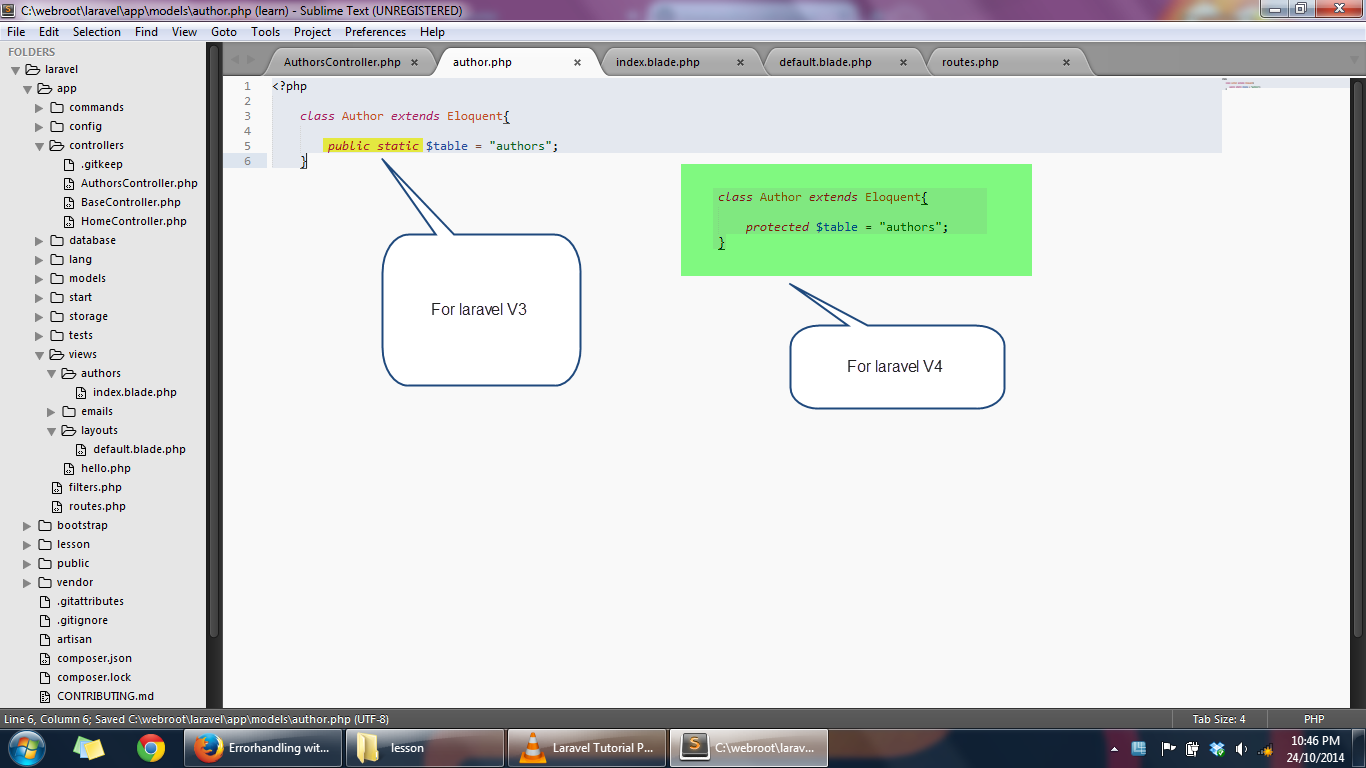 C:\webroot\laravel\app\models\author.php (learn) - Sublime Text (UNREGISTERED)
File Edit Selection Find View Goto Tools Project Preferences Help
FOLDERS
laravel
app
commands
config
controllers
.gitkeep
AuthorsController.php
BaseController.php
HomeController.php
database
lang
models
start
storage
tests
views
authors
index.blade.php
emails
layouts
default.blade.php
hello.php
filters.php
routes.php
bootstrap
lesson
public
vendor
.gitattributes
.gitignore
artisan
composer.json
composer.lock
CONTRIBUTING.md
AuthorsController.php × author.php × index.blade.php × default.blade.php × routes.php ×
1 <?php
2
3 class Author extends Eloquent{
4
5 public static $table = "authors";
6 }
For laravel V3
class Author extends Eloquent{
protected $table = "authors";
}
For laravel V4
Line 6, Column 6; Saved C:\webroot\laravel\app\models\author.php (UTF-8) Tab Size: 4 PHP
Errorhandling wit... lesson Laravel Tutorial P... C:\webroot\larav... 10:46 PM
24/10/2014